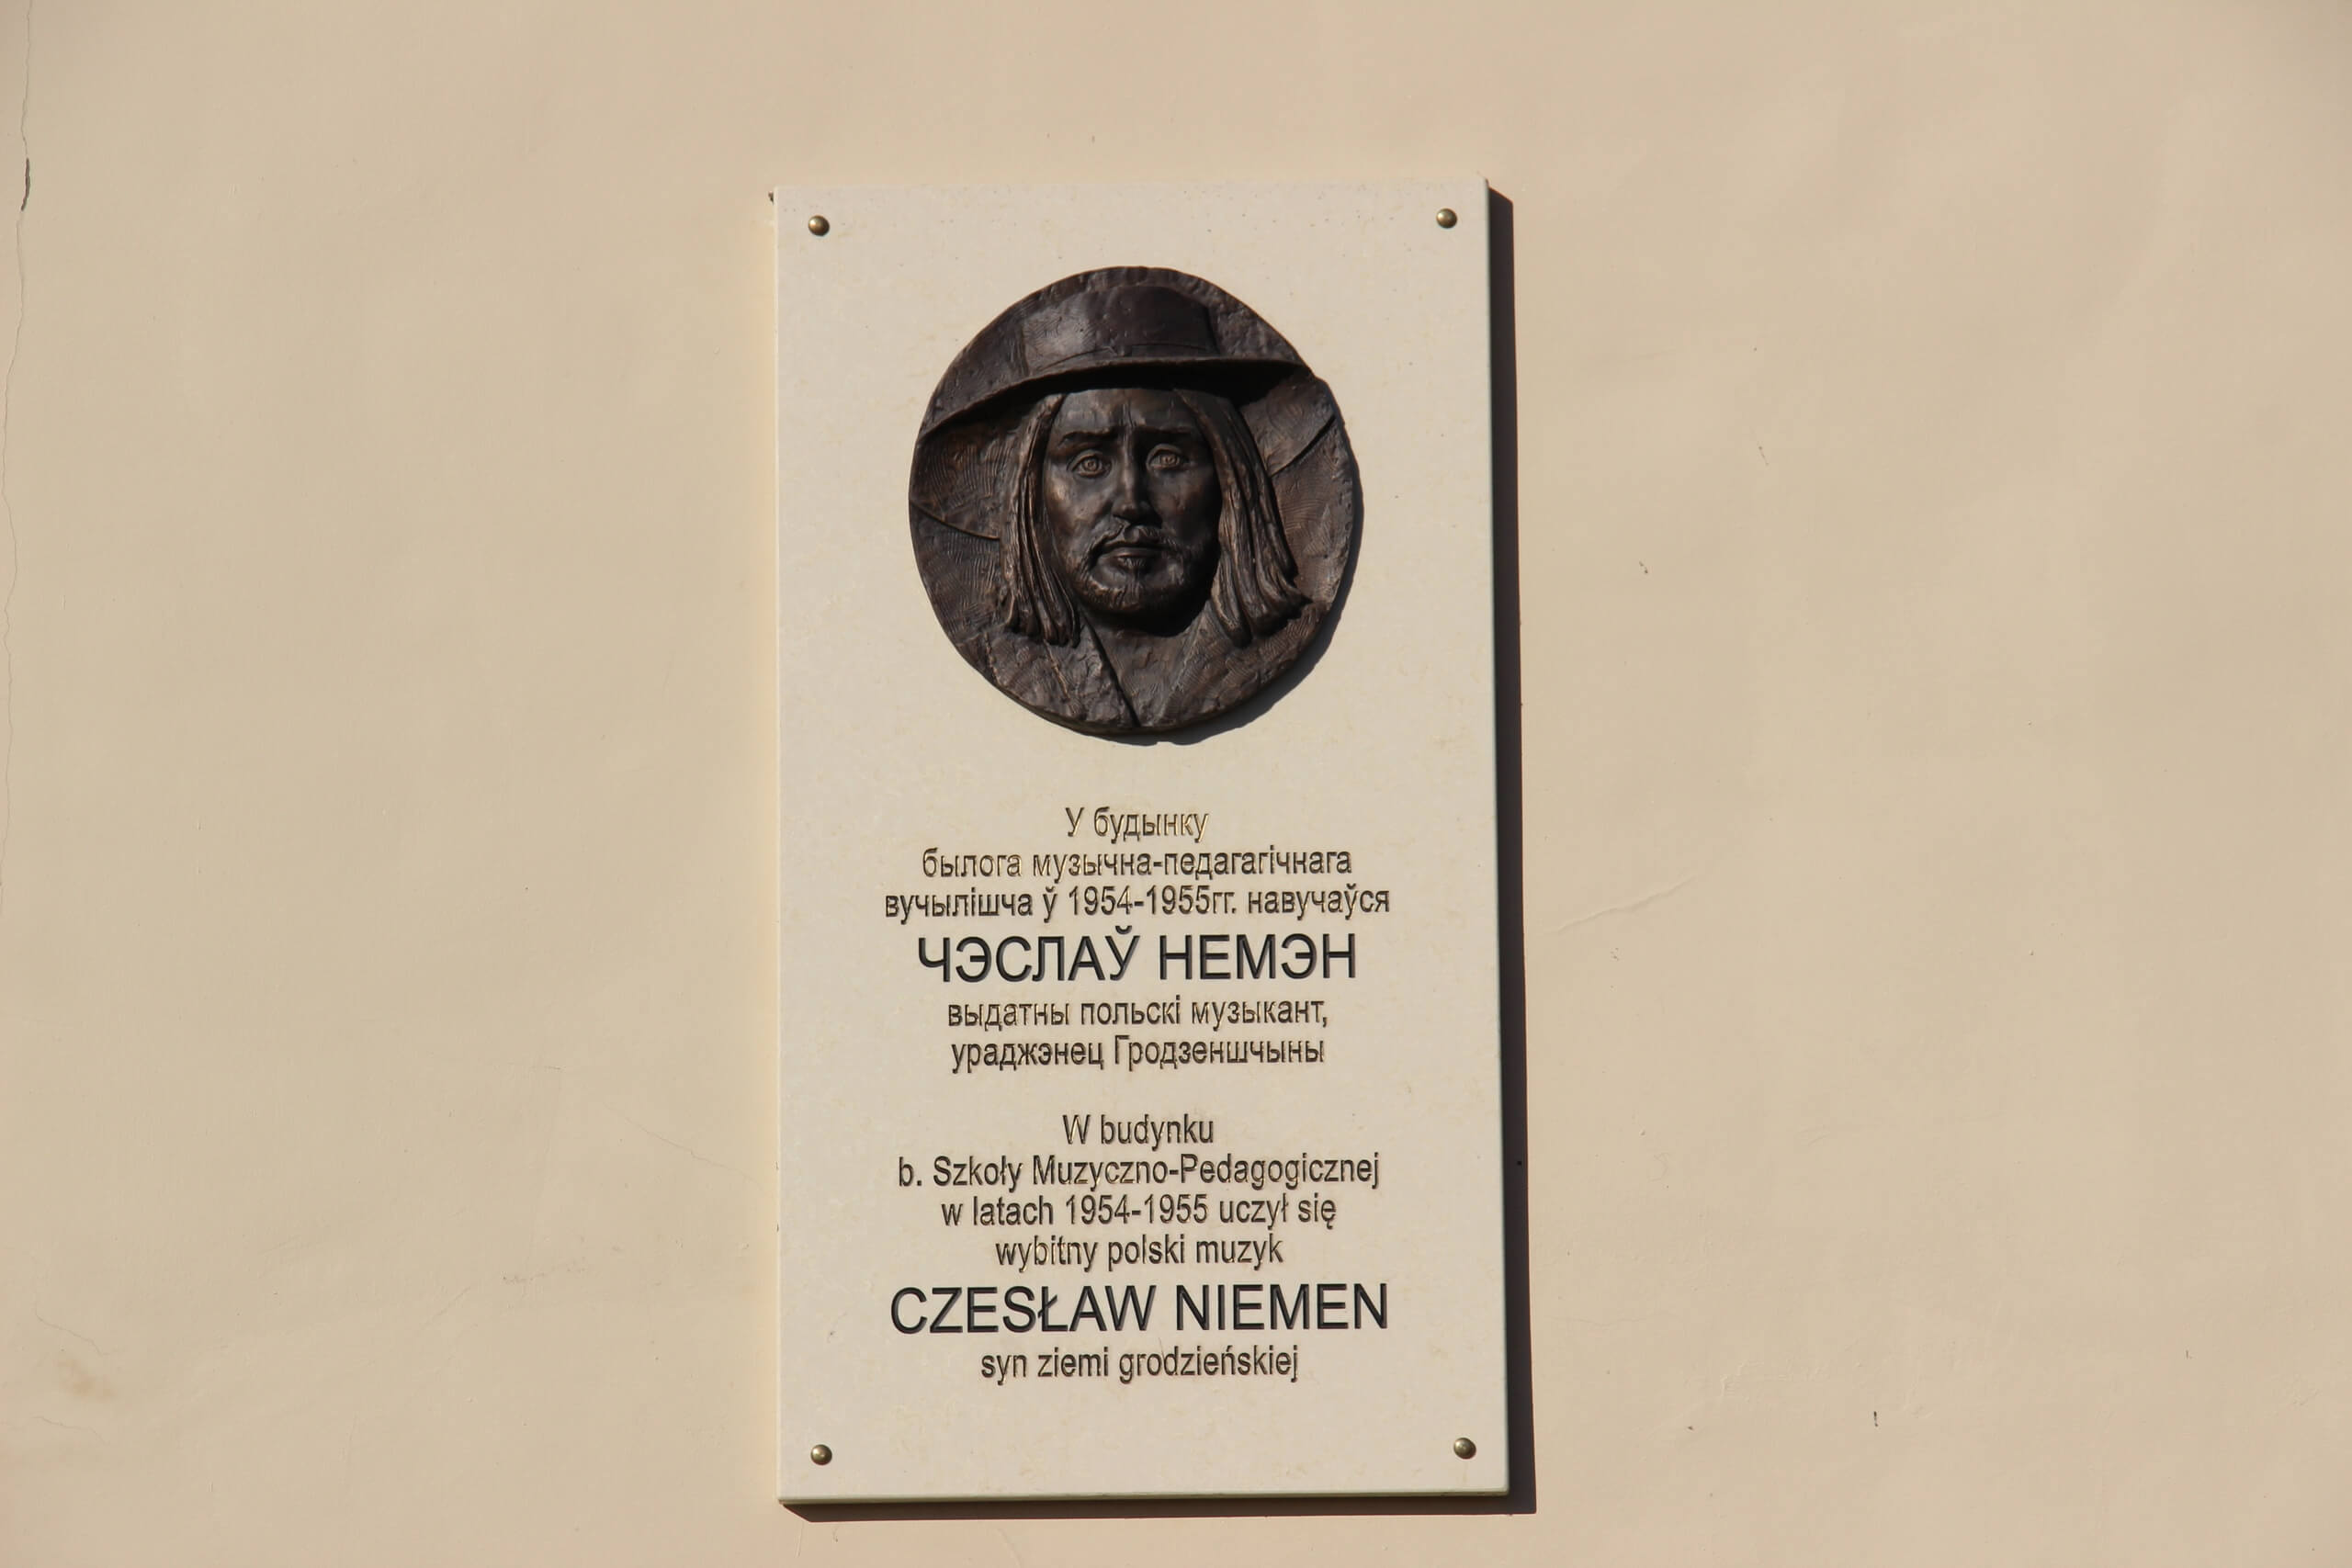 У будынку
былога музычна-педагагічнага
вучылішча ў 1954-1955гг. навучаўся
ЧЭСЛАЎ НЕМЭН
выдатны польскі музыкант,
ураджэнец Гродзеншчыны
W budynku
b. Szkoły Muzyczno-Pedagogicznej
w latach 1954-1955 uczył się
wybitny polski muzyk
CZESŁAW NIEMEN
syn ziemi grodzieńskiej